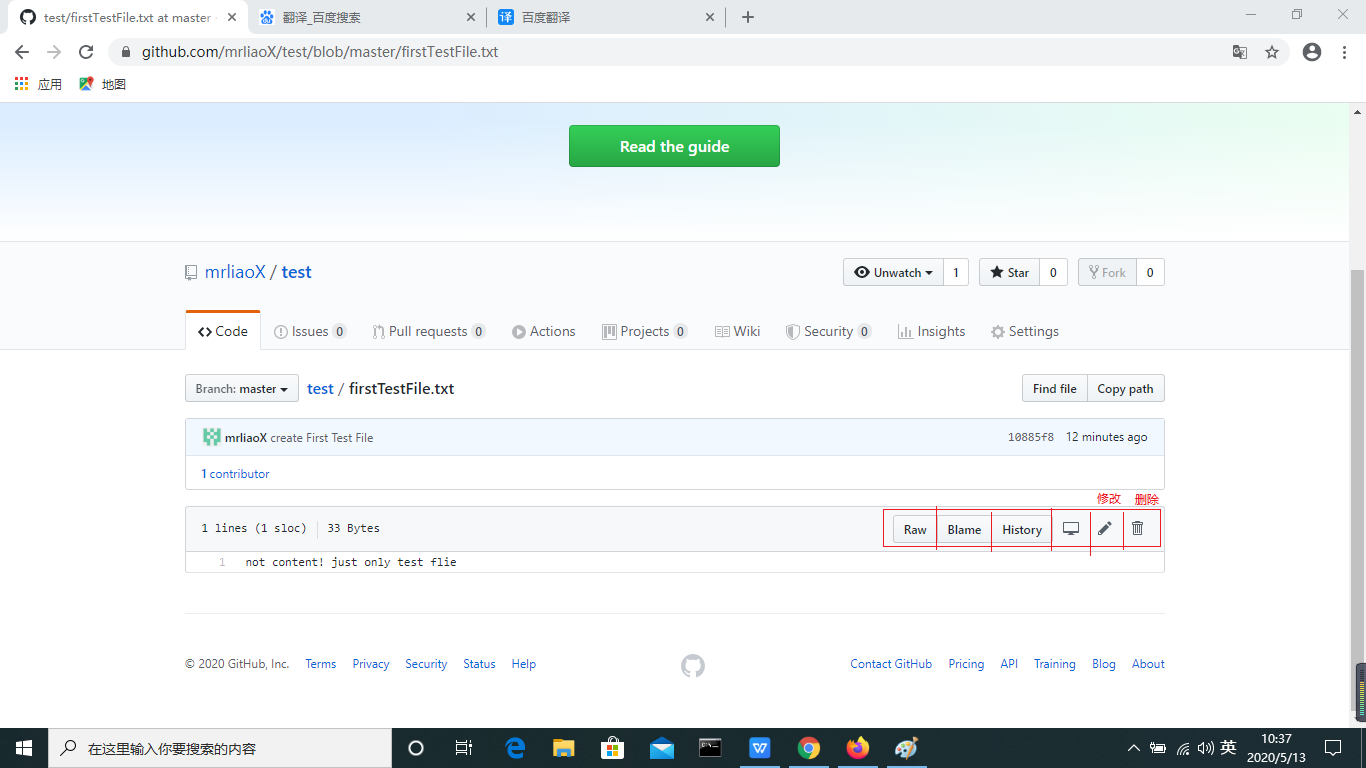 test/firstTestFile.txt at master
翻译_百度搜索
译 百度翻译
github.com/mrliaoX/test/blob/master/firstTestFile.txt
应用 地图
Read the guide
mrliaoX / test
Unwatch 1 Star 0 Fork 0
Code Issues 0 Pull requests 0 Actions Projects 0 Wiki Security 0 Insights Settings
Branch: master test / firstTestFile.txt Find file Copy path
mrliaoX create First Test File 10885f8 12 minutes ago
1 contributor
修改 删除
1 lines (1 sloc) 33 Bytes Raw Blame History
1 not content! just only test flie
© 2020 GitHub, Inc. Terms Privacy Security Status Help Contact GitHub Pricing API Training Blog About
在这里输入你要搜索的内容 英 10:37
2020/5/13